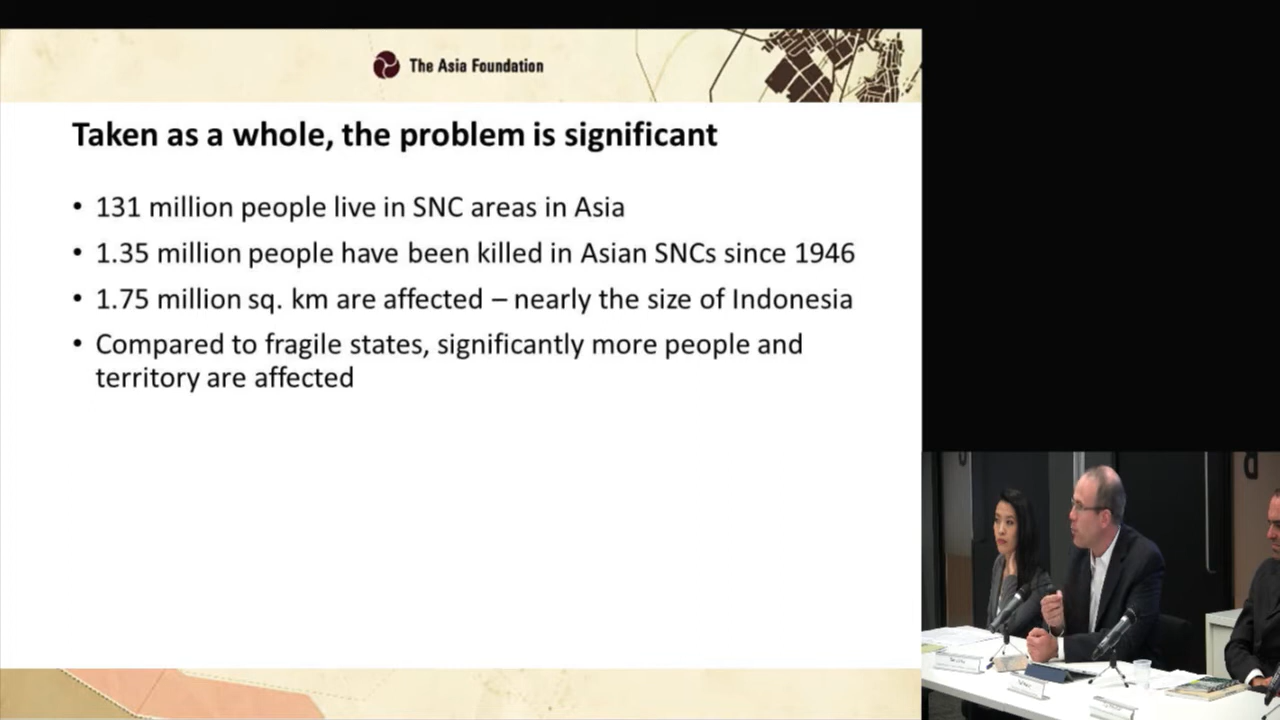 The Asia Foundation
Taken as a whole, the problem is significant
• 131 million people live in SNC areas in Asia
• 1.35 million people have been killed in Asian SNCs since 1946
• 1.75 million sq. km are affected – nearly the size of Indonesia
• Compared to fragile states, significantly more people and
territory are affected